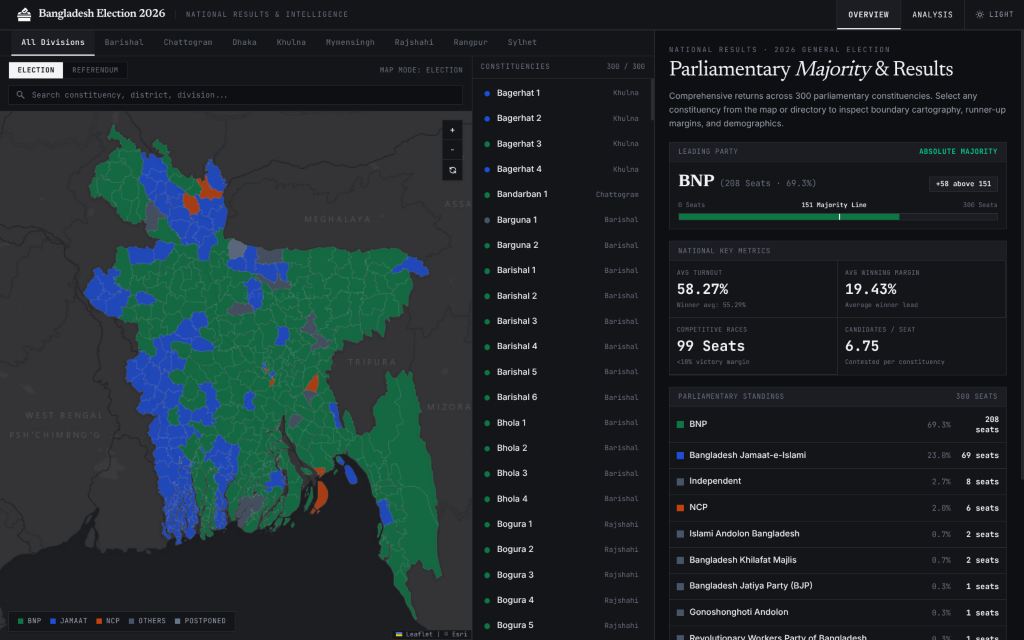 Bangladesh Election 2026
NATIONAL RESULTS & INTELLIGENCE
OVERVIEW
ANALYSIS
LIGHT
All Divisions Barishal Chattogram Dhaka Khulna Mymensingh Rajshahi Rangpur Sylhet
ELECTION REFERENDUM
MAP MODE: ELECTION
Search constituency, district, division...
+
-
MEGHALAYA
ASSA
TRIPURA
MIZORA
WEST BENGAL
PSH'CHIMBNG'O
BNP JAMAAT NCP OTHERS POSTPONED
Leaflet | © Esri
CONSTITUENCIES 300 / 300
Bagerhat 1 Khulna
Bagerhat 2 Khulna
Bagerhat 3 Khulna
Bagerhat 4 Khulna
Bandarban 1 Chattogram
Barguna 1 Barishal
Barguna 2 Barishal
Barishal 1 Barishal
Barishal 2 Barishal
Barishal 3 Barishal
Barishal 4 Barishal
Barishal 5 Barishal
Barishal 6 Barishal
Bhola 1 Barishal
Bhola 2 Barishal
Bhola 3 Barishal
Bhola 4 Barishal
Bogura 1 Rajshahi
Bogura 2 Rajshahi
Bogura 3 Rajshahi
Bogura 4 Rajshahi
Bogura 5 Rajshahi
NATIONAL RESULTS · 2026 GENERAL ELECTION
Parliamentary Majority & Results
Comprehensive returns across 300 parliamentary constituencies. Select any
constituency from the map or directory to inspect boundary cartography, runner-up
margins, and demographics.
LEADING PARTY ABSOLUTE MAJORITY
BNP (208 Seats · 69.3%) +58 above 151
0 Seats 151 Majority Line 300 Seats
NATIONAL KEY METRICS
AVG TURNOUT
58.27%
Winner avg: 55.29%
AVG WINNING MARGIN
19.43%
Average winner lead
COMPETITIVE RACES
99 Seats
<10% victory margin
CANDIDATES / SEAT
6.75
Contested per constituency
PARLIAMENTARY STANDINGS 300 SEATS
BNP 69.3% 208 seats
Bangladesh Jamaat-e-Islami 23.0% 69 seats
Independent 2.7% 8 seats
NCP 2.0% 6 seats
Islami Andolon Bangladesh 0.7% 2 seats
Bangladesh Khilafat Majlis 0.7% 2 seats
Bangladesh Jatiya Party (BJP) 0.3% 1 seats
Gonoshonghoti Andolon 0.3% 1 seats
Revolutionary Workers Party of Bangladesh 0.3% 1 seats